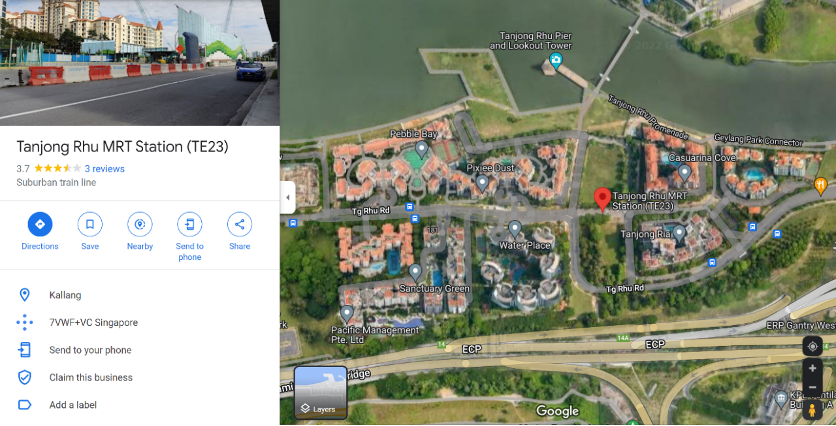 Tanjong Rhu MRT Station (TE23)
3.7
3 reviews
Suburban train line
Directions
Save
Nearby
Send to
phone
Share
Kallang
7VWF+VC Singapore
Send to your phone
Claim this business
Add a label
Tanjong Rhu Pier
and Lookout Tower
Tanjong Rhu Promenade
Geylang Park Connector
Pebble Bay
Casuarina Cove
Pixjee Dust
Tanjong Rhu MRT
Station (TE23)
Tg Rhu Rd
Water Place
Tanjong Ria
Sanctuary Green
Tg Rhu Rd
Pacific Management
Pte. Ltd
ERP Gantry West
14A
14
ECP
ECP
Layers
Google